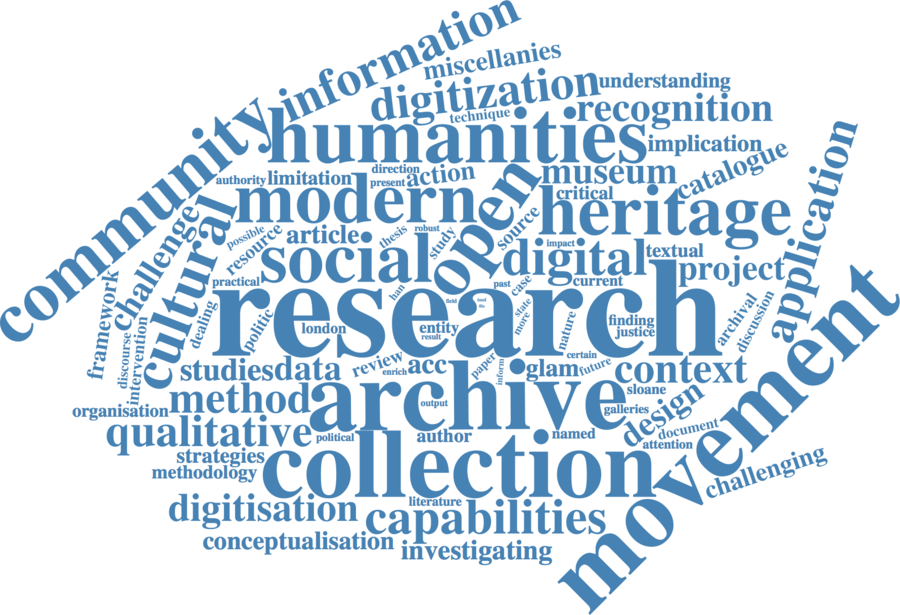 community
information
miscellanies
digitization
understanding
technique
recognition
humanities
implication
catalogue
direction
authority
limitation
present
action
museum
critical
modern
open
source
heritage
application
challenge
cultural
possible
resource
article
thesis
robust
study
impact
textual
social
digital
project
practical
past
case
current
framework
discourse
intervention
dealing
politic
han
research
field
state
more
nature
london
entity
result
finding
justice
archival
discussion
movement
studies
data
review
enrich
acc
paper
inform
certain
glam
future
context
organisation
method
archive
output
sloane
galleries
design
qualitative
political
author
named
document
attention
strategies
methodology
collection
challenging
digitisation
literature
capabilities
conceptualisation
investigating